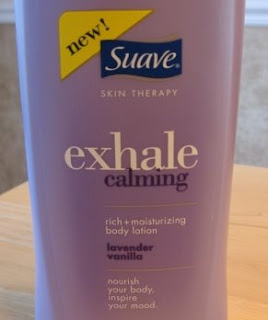 new!
Suave®
SKIN THERAPY
exhale
calming
rich+moisturizing
body lotion
lavender
vanilla
nourish
your body.
inspire
your mood.